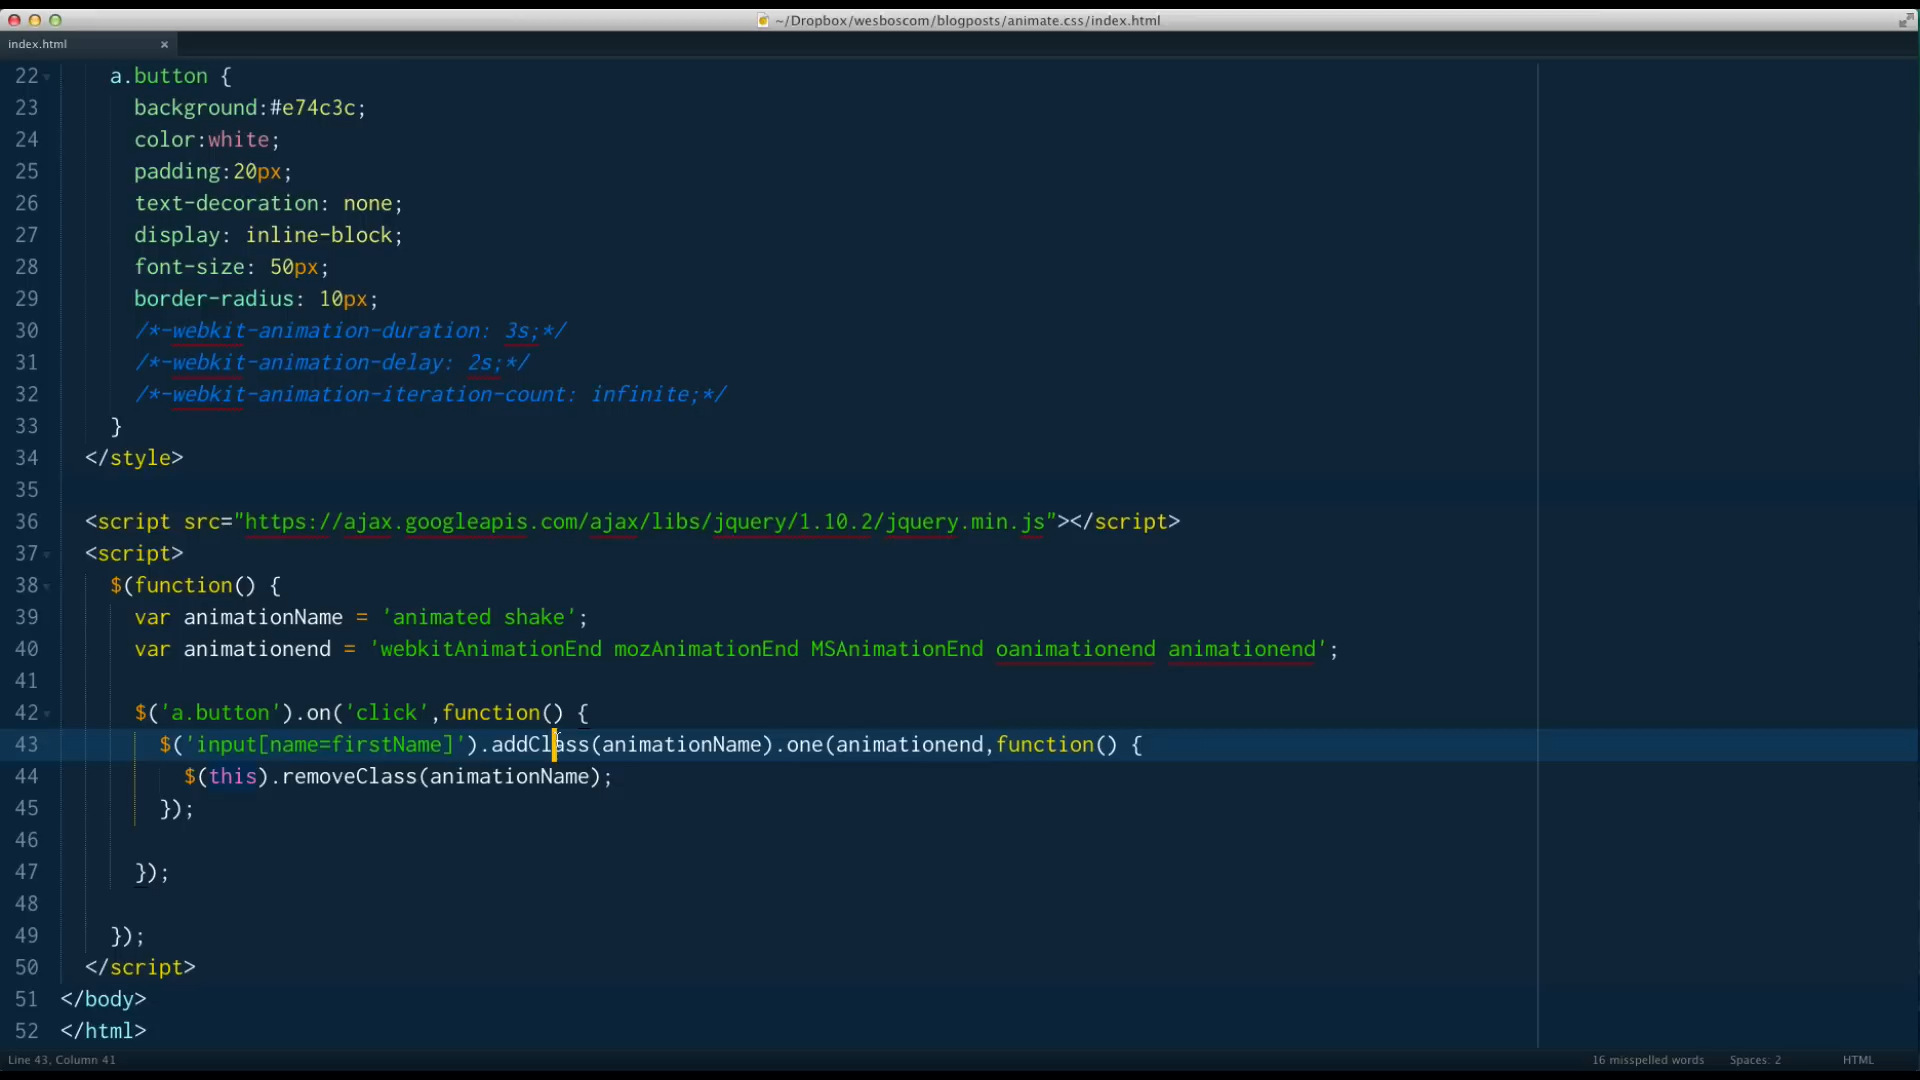 ~/Dropbox/wesboscom/blogposts/animate.css/index.html
index.html ×
22 a.button {
23 background:#e74c3c;
24 color:white;
25 padding:20px;
26 text-decoration: none;
27 display: inline-block;
28 font-size: 50px;
29 border-radius: 10px;
30 /*-webkit-animation-duration: 3s;*/
31 /*-webkit-animation-delay: 2s;*/
32 /*-webkit-animation-iteration-count: infinite;*/
33 }
34 </style>
35
36 <script src="https://ajax.googleapis.com/ajax/libs/jquery/1.10.2/jquery.min.js"></script>
37 <script>
38 $(function() {
39 var animationName = 'animated shake';
40 var animationend = 'webkitAnimationEnd mozAnimationEnd MSAnimationEnd oanimationend animationend';
41
42 $('a.button').on('click',function() {
43 $('input[name=firstName]').addClass(animationName).one(animationend,function() {
44 $(this).removeClass(animationName);
45 });
46
47 });
48
49 });
50 </script>
51 </body>
52 </html>
Line 43, Column 41 16 misspelled words Spaces: 2 HTML